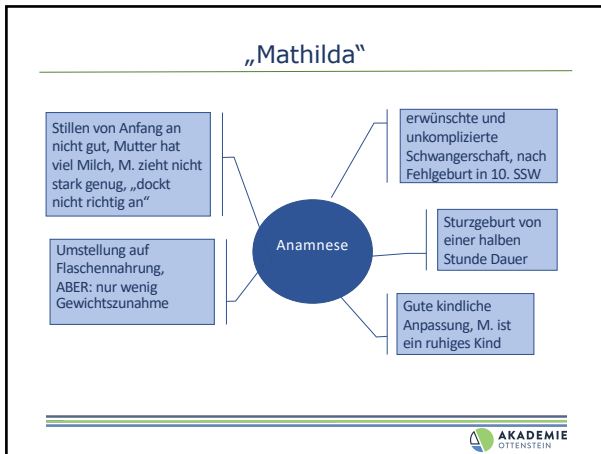 „Mathilda“
Stillen von Anfang an
nicht gut, Mutter hat
viel Milch, M. zieht nicht
stark genug, „dockt
nicht richtig an“
Umstellung auf
Flaschennahrung,
ABER: nur wenig
Gewichtszunahme
Anamnese
erwünschte und
unkomplizierte
Schwangerschaft, nach
Fehlgeburt in 10. SSW
Sturzgeburt von
einer halben
Stunde Dauer
Gute kindliche
Anpassung, M. ist
ein ruhiges Kind
AKADEMIE
OTTENSTEIN